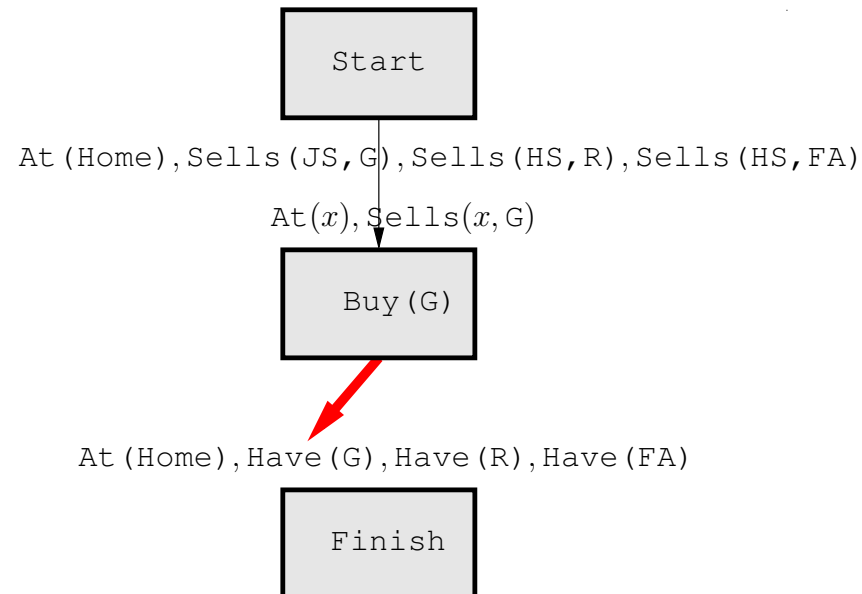 Start
At(Home),Sells(JS,G),Sells(HS,R),Sells(HS,FA)
At(x),Sells(x,G)
Buy(G)
At(Home),Have(G),Have(R),Have(FA)
Finish